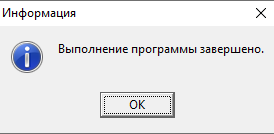 Информация
Выполнение программы завершено.
OK